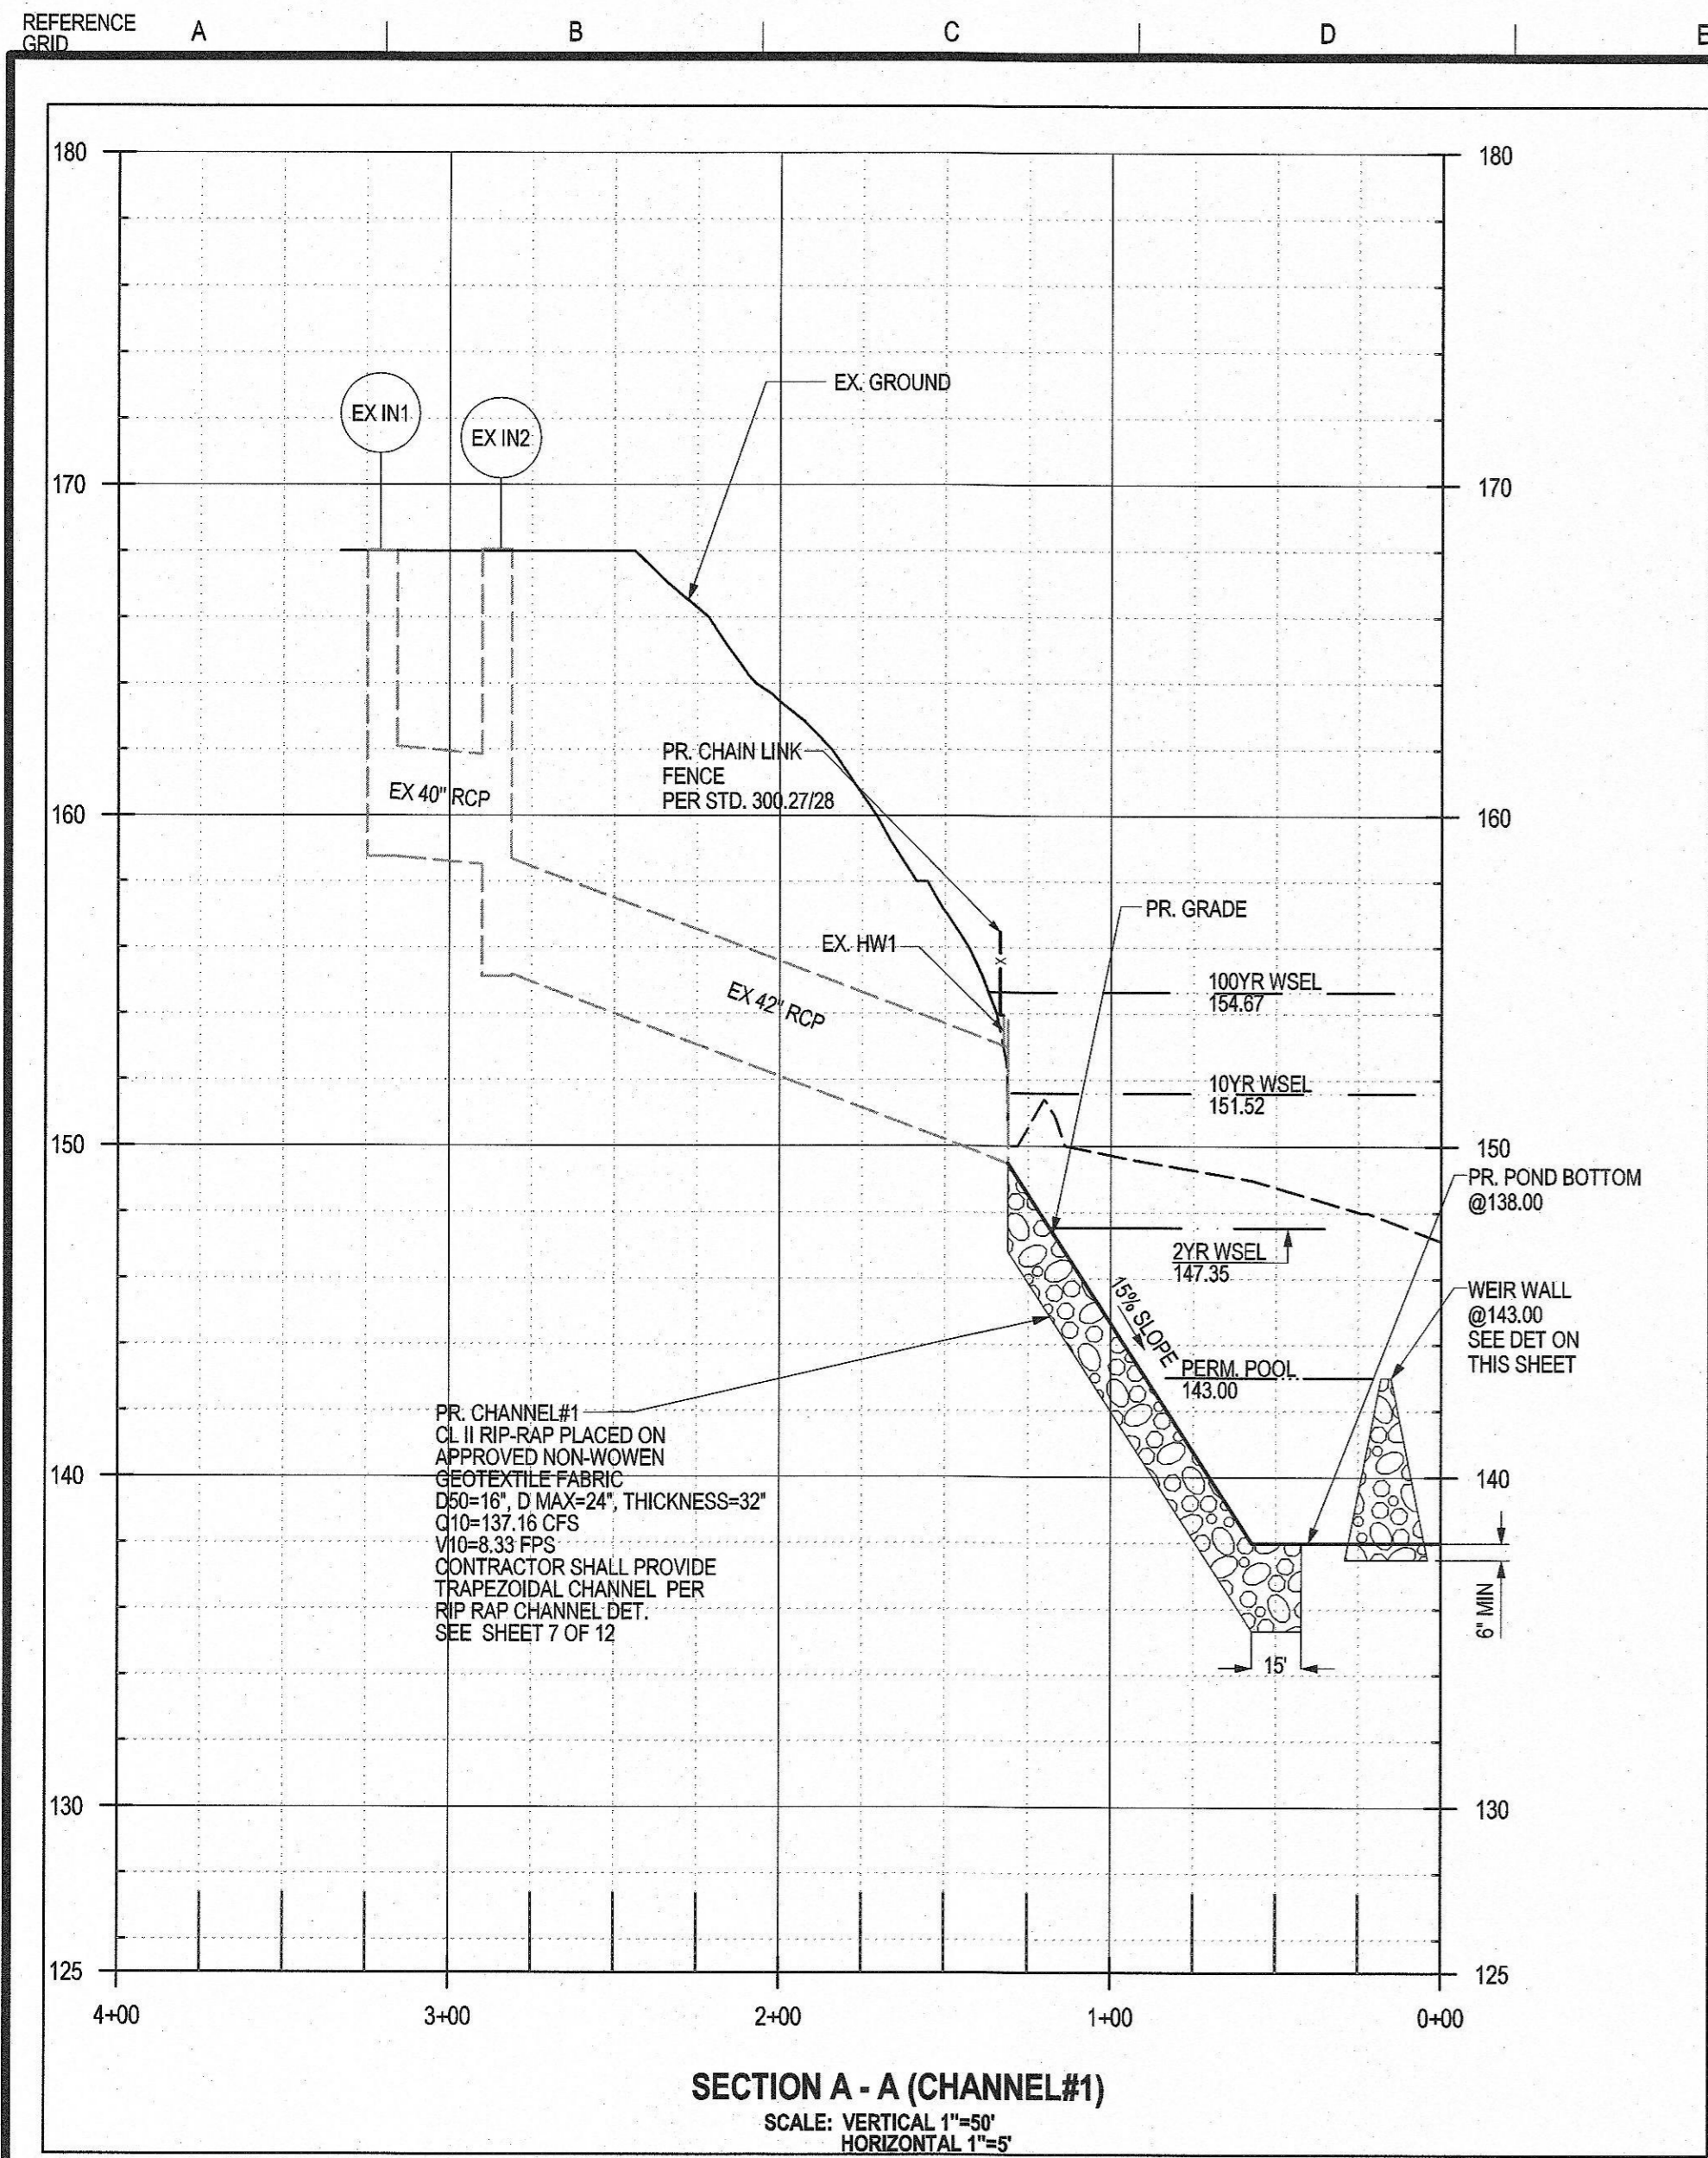 REFERENCE
GRID
A
B
C
D
E
180
180
EX. GROUND
EX IN1
EX IN2
170
170
PR. CHAIN LINK
FENCE
PER STD. 300.27/28
EX 40" RCP
160
160
PR. GRADE
EX. HW1
100YR WSEL
154.67
EX 42" RCP
10YR WSEL
151.52
150
150
PR. POND BOTTOM
@138.00
2YR WSEL
147.35
WEIR WALL
@143.00
SEE DET ON
THIS SHEET
15% SLOPE
PERM. POOL
143.00
PR. CHANNEL#1
CL II RIP-RAP PLACED ON
APPROVED NON-WOWEN
GEOTEXTILE FABRIC
D50=16", D MAX=24", THICKNESS=32"
Q10=137.16 CFS
V10=8.33 FPS
CONTRACTOR SHALL PROVIDE
TRAPEZOIDAL CHANNEL PER
RIP RAP CHANNEL DET.
SEE SHEET 7 OF 12
140
140
6" MIN
15'
130
130
125
125
4+00
3+00
2+00
1+00
0+00
SECTION A - A (CHANNEL#1)
SCALE: VERTICAL 1"=50'
HORIZONTAL 1"=5'